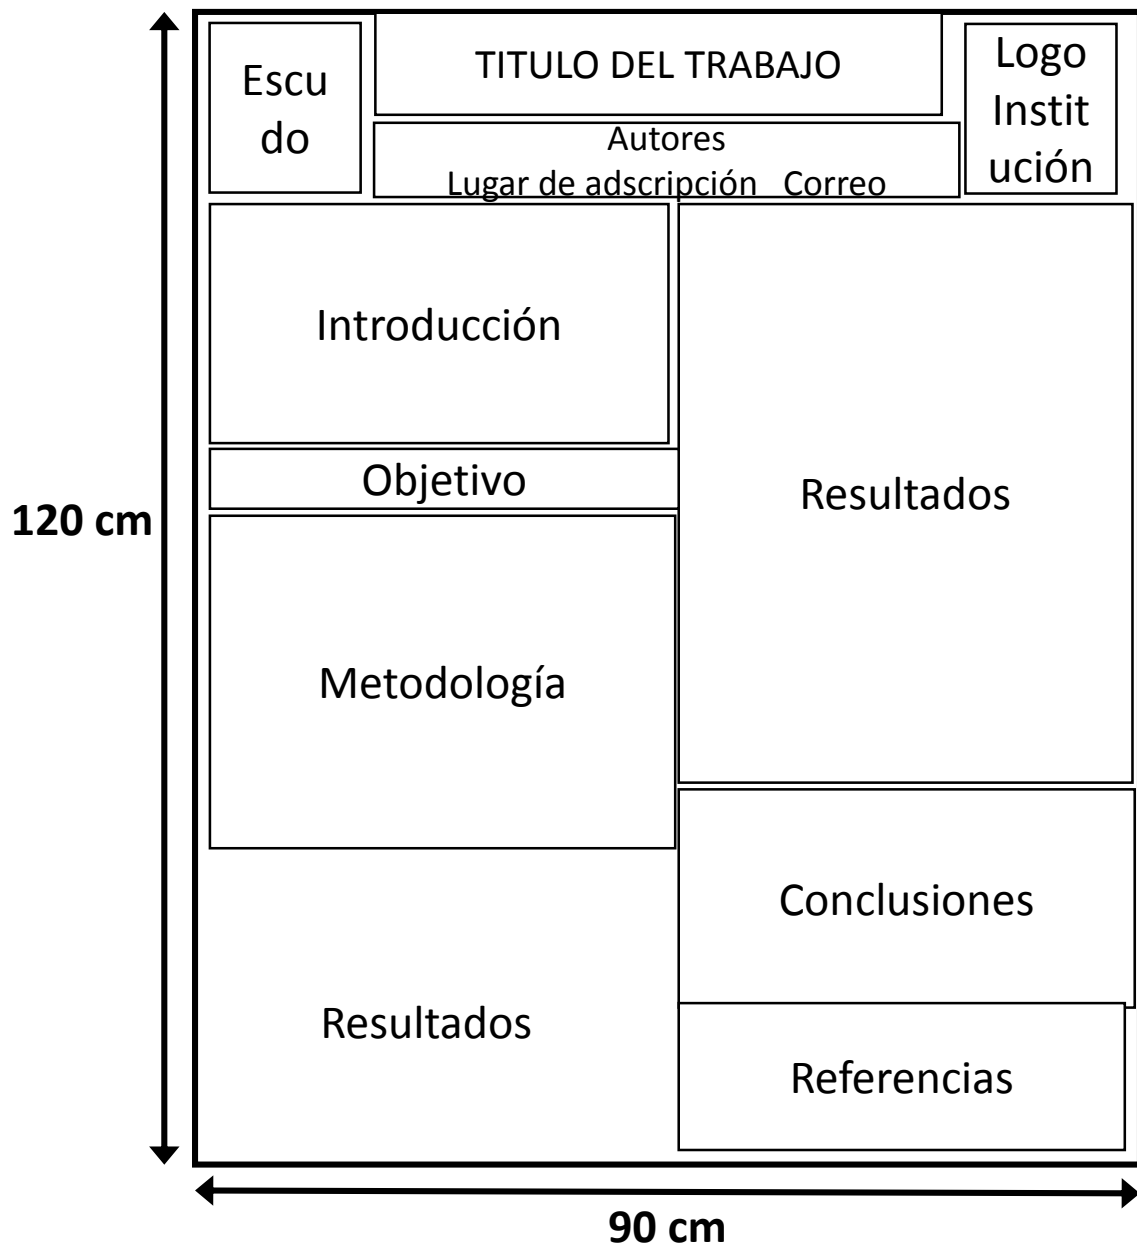 Escu
do
TITULO DEL TRABAJO
Logo
Instit
ución
Autores
Lugar de adscripción   Correo
Introducción
Objetivo
Metodología
Resultados
Resultados
Conclusiones
Referencias
120 cm
90 cm